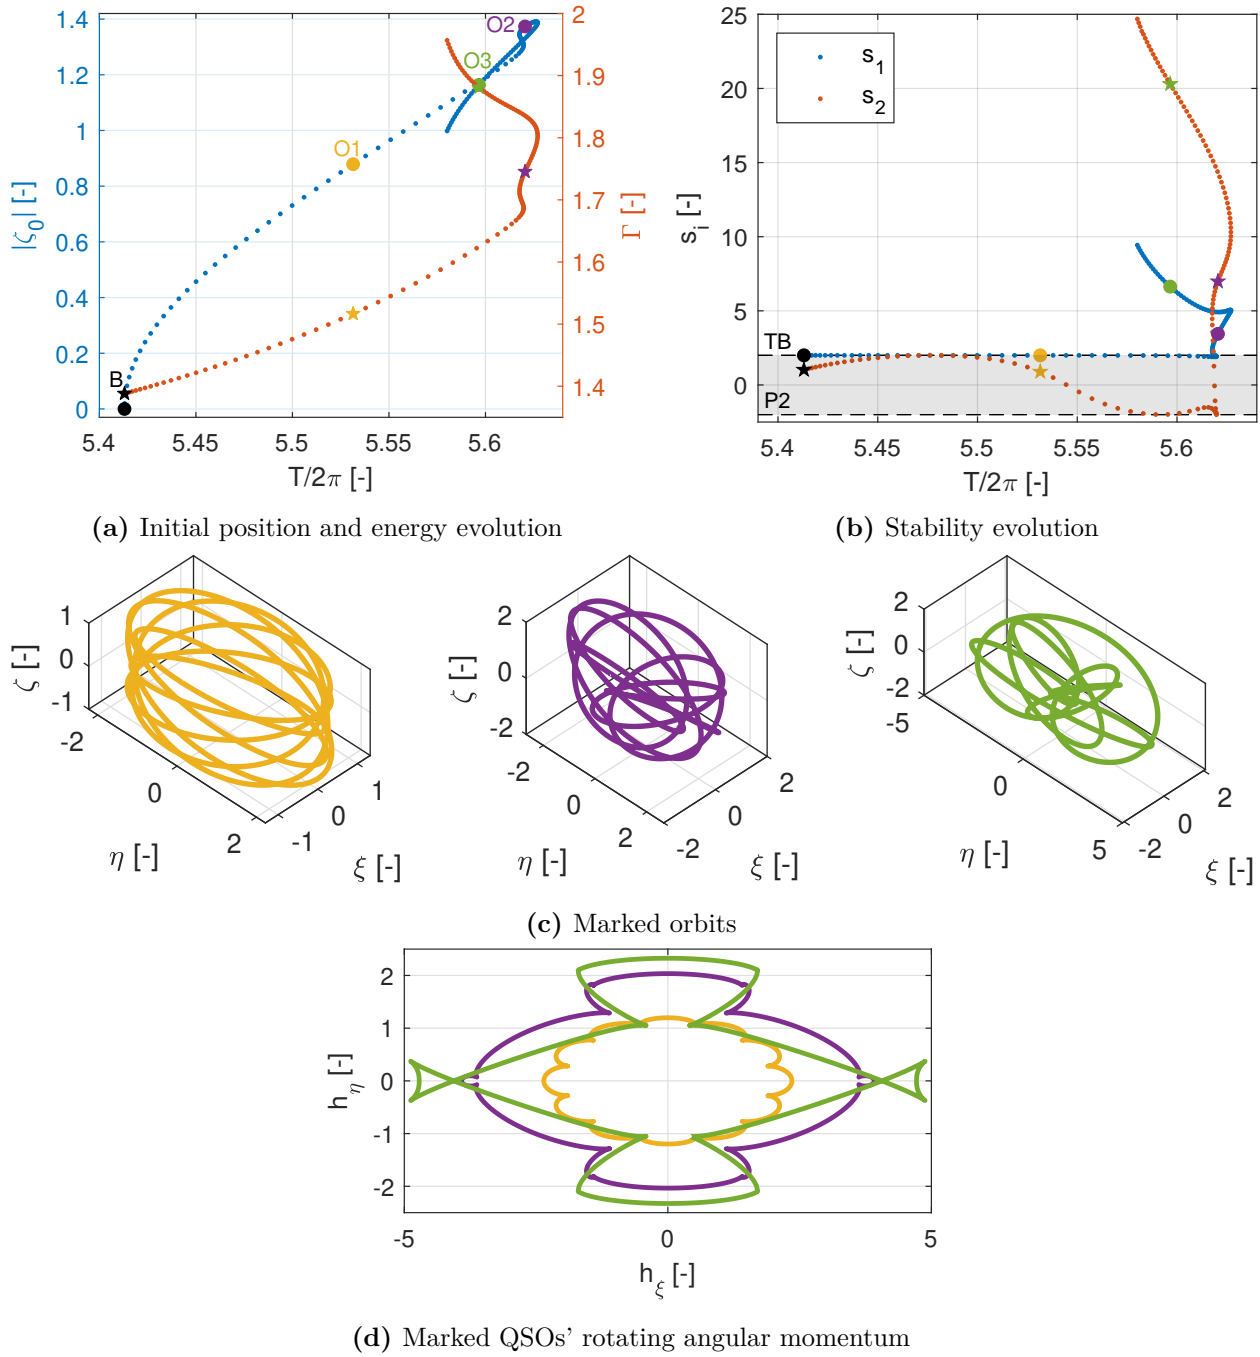 1.4
1.2
1
0.8
0.6
0.4
0.2
0
|ζ₀| [-]
O2
O3
O1
B
2
1.9
1.8
1.7
1.6
1.5
1.4
Γ [-]
5.4 5.45 5.5 5.55 5.6
T/2π [-]
25
20
15
10
5
0
s_i [-]
s₁
s₂
TB
P2
5.4 5.45 5.5 5.55 5.6
T/2π [-]
(a) Initial position and energy evolution
(b) Stability evolution
1
0
-1
ζ [-]
-2
0
2
η [-]
-1
0
1
ξ [-]
2
0
-2
ζ [-]
-2
0
2
η [-]
-2
0
2
ξ [-]
2
0
-2
ζ [-]
-5
0
5
η [-]
-2
0
2
ξ [-]
(c) Marked orbits
2
1
0
-1
-2
h_η [-]
-5 0 5
h_ξ [-]
(d) Marked QSOs' rotating angular momentum